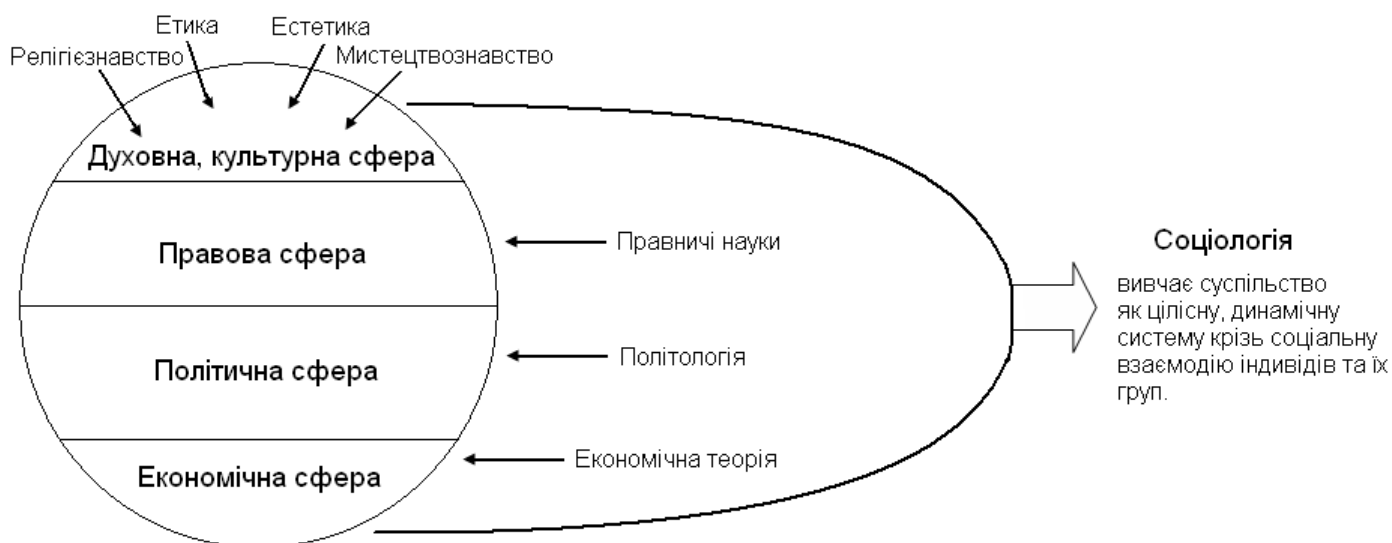 Етика
Естетика
Релігієзнавство
Мистецтвознавство
Духовна, культурна сфера
Правова сфера
Правничі науки
Політична сфера
Політологія
Економічна сфера
Економічна теорія
Соціологія
вивчає суспільство
як цілісну, динамічну
систему крізь соціальну
взаємодію індивідів та їх
груп.